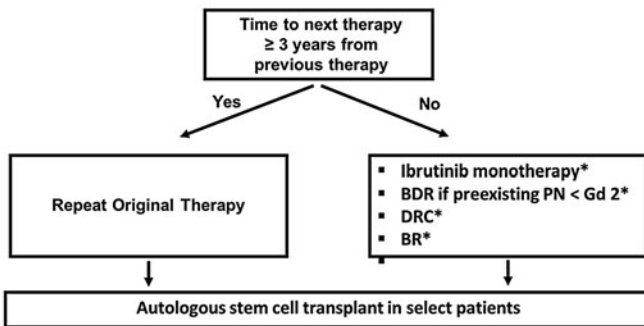 Time to next therapy
≥ 3 years from
previous therapy
Yes
No
Repeat Original Therapy
▪ Ibrutinib monotherapy*
▪ BDR if preexisting PN < Gd 2*
▪ DRC*
▪ BR*
▪
Autologous stem cell transplant in select patients